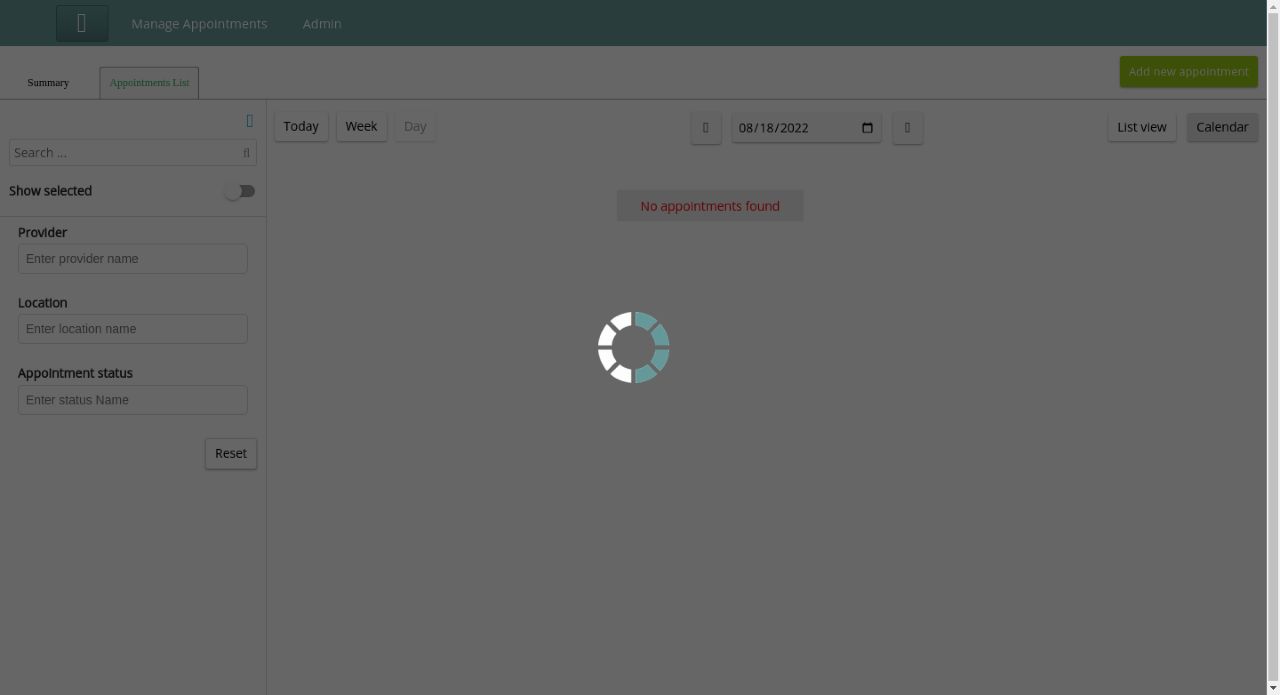 Manage Appointments
Admin
Summary
Appointments List
Add new appointment
Today
Week
Day
08/18/2022
List view
Calendar
Search ...
Show selected
No appointments found
Provider
Enter provider name
Location
Enter location name
Appointment status
Enter status Name
Reset